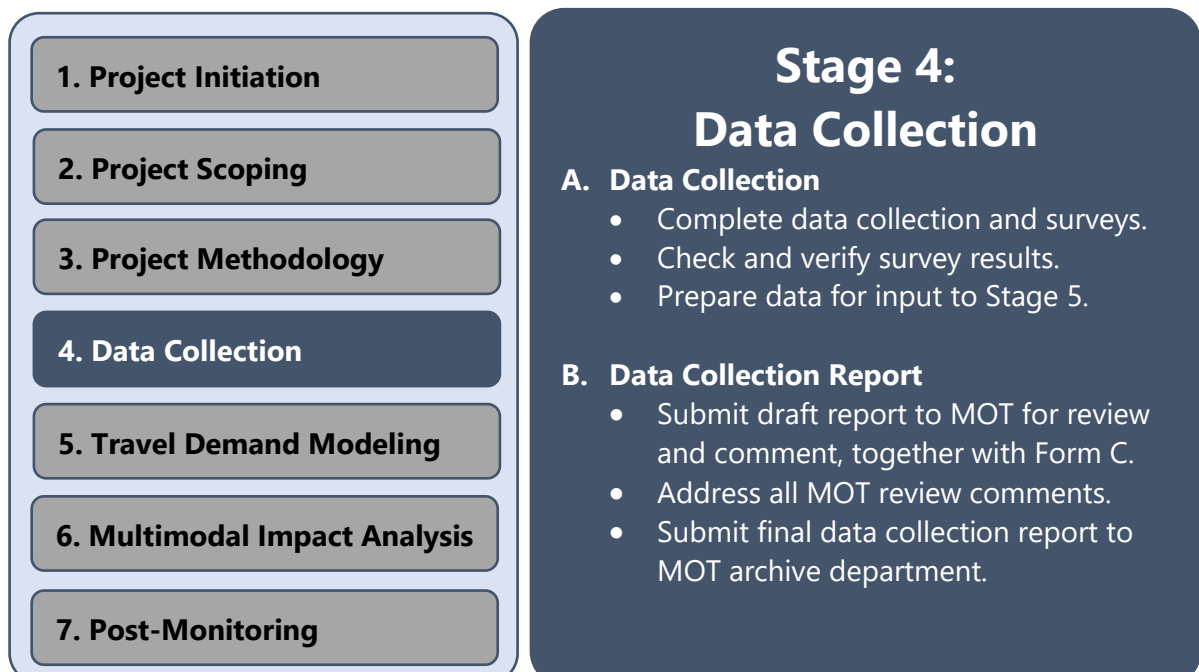 1. Project Initiation
2. Project Scoping
3. Project Methodology
4. Data Collection
5. Travel Demand Modeling
6. Multimodal Impact Analysis
7. Post-Monitoring
Stage 4:
Data Collection
A. Data Collection
• Complete data collection and surveys.
• Check and verify survey results.
• Prepare data for input to Stage 5.
B. Data Collection Report
• Submit draft report to MOT for review
and comment, together with Form C.
• Address all MOT review comments.
• Submit final data collection report to
MOT archive department.